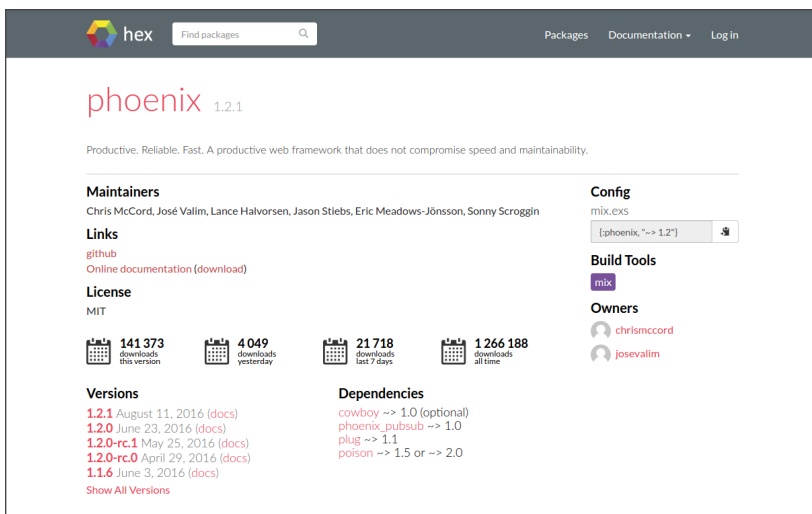 hex
Find packages
Packages
Documentation
Log in
phoenix 1.2.1
Productive. Reliable. Fast. A productive web framework that does not compromise speed and maintainability.
Maintainers
Chris McCord, José Valim, Lance Halvorsen, Jason Stiebs, Eric Meadows-Jönsson, Sonny Scroggin
Links
github
Online documentation (download)
License
MIT
141 373
downloads
this version
4 049
downloads
yesterday
21 718
downloads
last 7 days
1 266 188
downloads
all time
Versions
1.2.1 August 11, 2016 (docs)
1.2.0 June 23, 2016 (docs)
1.2.0-rc.1 May 25, 2016 (docs)
1.2.0-rc.0 April 29, 2016 (docs)
1.1.6 June 3, 2016 (docs)
Show All Versions
Dependencies
cowboy ~> 1.0 (optional)
phoenix_pubsub ~> 1.0
plug ~> 1.1
poison ~> 1.5 or ~> 2.0
Config
mix.exs
{:phoenix, "~> 1.2"}
Build Tools
mix
Owners
chrismccord
josevalim